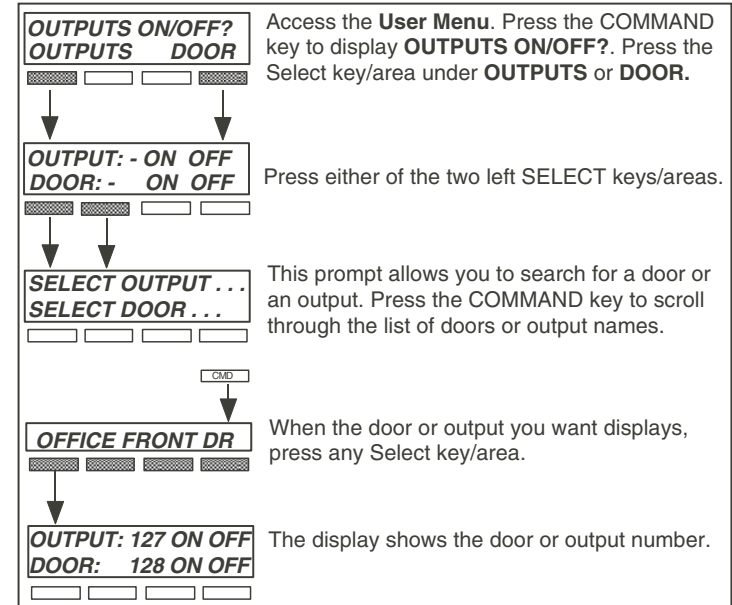 OUTPUTS ON/OFF?
OUTPUTS DOOR
Access the User Menu. Press the COMMAND
key to display OUTPUTS ON/OFF?. Press the
Select key/area under OUTPUTS or DOOR.
OUTPUT: - ON OFF
DOOR: - ON OFF
Press either of the two left SELECT keys/areas.
SELECT OUTPUT . . .
SELECT DOOR . . .
This prompt allows you to search for a door or
an output. Press the COMMAND key to scroll
through the list of doors or output names.
CMD
OFFICE FRONT DR
When the door or output you want displays,
press any Select key/area.
OUTPUT: 127 ON OFF
DOOR: 128 ON OFF
The display shows the door or output number.